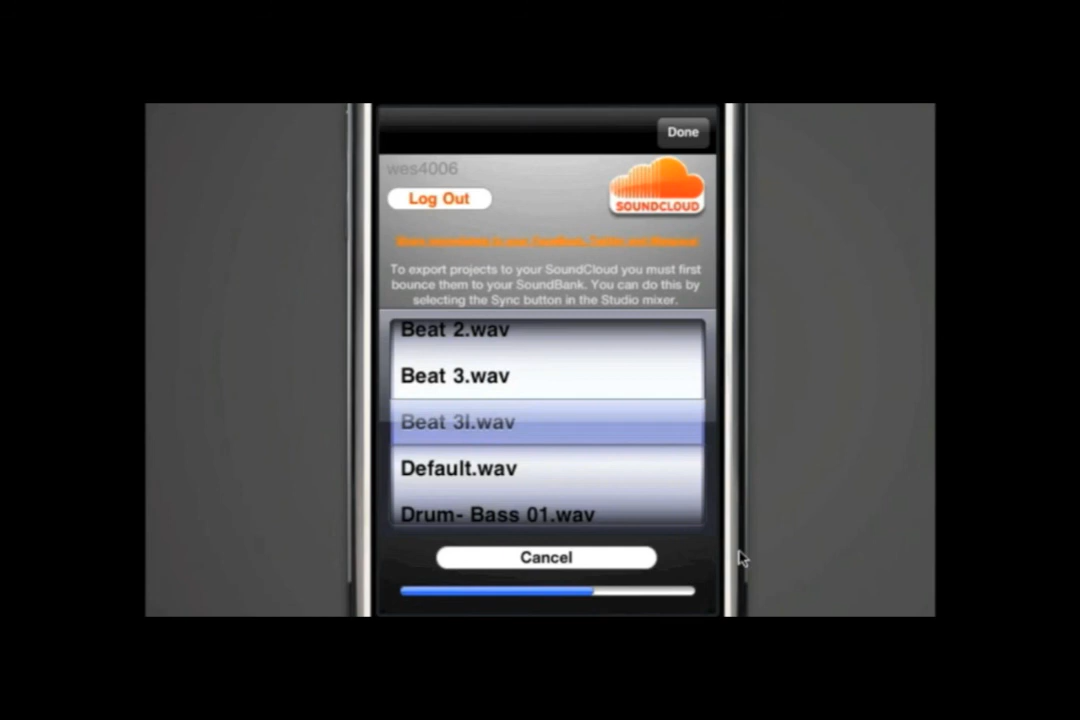 Done
wes4006
Log Out
SOUNDCLOUD
To export projects to your SoundCloud you must first
bounce them to your SoundBank. You can do this by
selecting the Sync button in the Studio mixer.
Beat 2.wav
Beat 3.wav
Beat 3l.wav
Default.wav
Drum- Bass 01.wav
Cancel